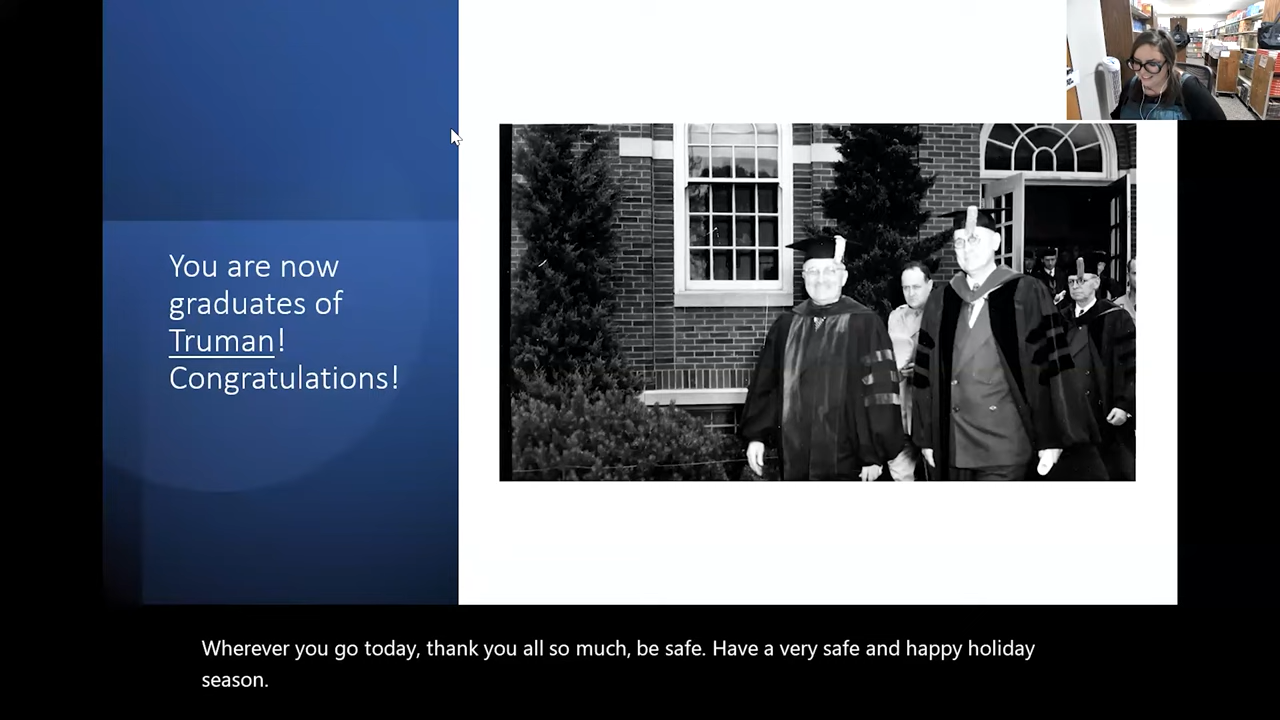 You are now
graduates of
Truman!
Congratulations!
Wherever you go today, thank you all so much, be safe. Have a very safe and happy holiday
season.